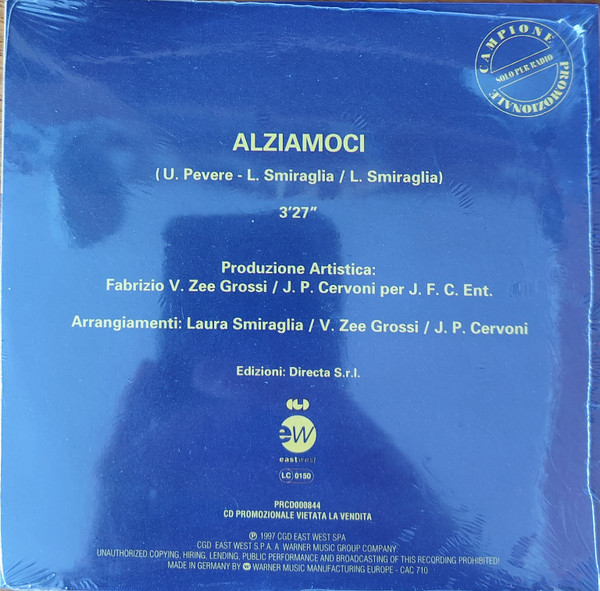 CAMPIONE
SOLO PER RADIO
PROMOZIONALE
ALZIAMOCI
(U. Pevere - L. Smiraglia / L. Smiraglia)
3'27"
Produzione Artistica:
Fabrizio V. Zee Grossi / J. P. Cervoni per J. F. C. Ent.
Arrangiamenti: Laura Smiraglia / V. Zee Grossi / J. P. Cervoni
Edizioni: Directa S.r.l.
CGD
ew
eastwest
LC 0150
PRCD000844
CD PROMOZIONALE VIETATA LA VENDITA
℗ 1997 CGD EAST WEST SPA
CGD EAST WEST S.P.A. A WARNER MUSIC GROUP COMPANY.
UNAUTHORIZED COPYING, HIRING, LENDING, PUBLIC PERFORMANCE AND BROADCASTING OF THIS RECORDING PROHIBITED!
MADE IN GERMANY BY WARNER MUSIC MANUFACTURING EUROPE - CAC 710